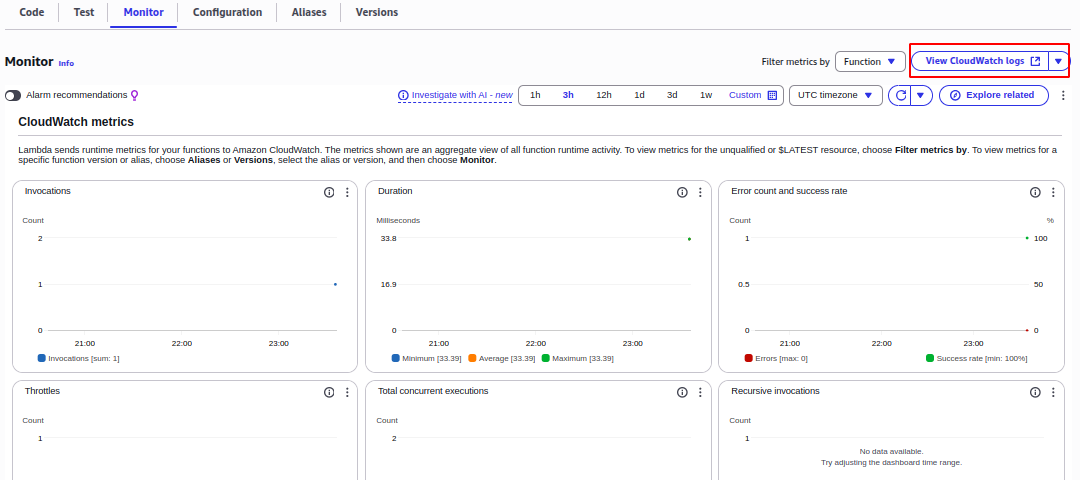 Code Test Monitor Configuration Aliases Versions
Monitor Info
Filter metrics by Function View CloudWatch logs
Alarm recommendations Investigate with AI - new 1h 3h 12h 1d 3d 1w Custom UTC timezone Explore related
CloudWatch metrics
Lambda sends runtime metrics for your functions to Amazon CloudWatch. The metrics shown are an aggregate view of all function runtime activity. To view metrics for the unqualified or $LATEST resource, choose Filter metrics by. To view metrics for a
specific function version or alias, choose Aliases or Versions, select the alias or version, and then choose Monitor.
Invocations
Count
2
1
0
21:00 22:00 23:00
Invocations [sum: 1]
Duration
Milliseconds
33.8
16.9
0
21:00 22:00 23:00
Minimum [33.39] Average [33.39] Maximum [33.39]
Error count and success rate
Count %
1 100
0.5 50
0 0
21:00 22:00 23:00
Errors [max: 0] Success rate [min: 100%]
Throttles
Count
1
Total concurrent executions
Count
2
Recursive invocations
Count
1
No data available.
Try adjusting the dashboard time range.